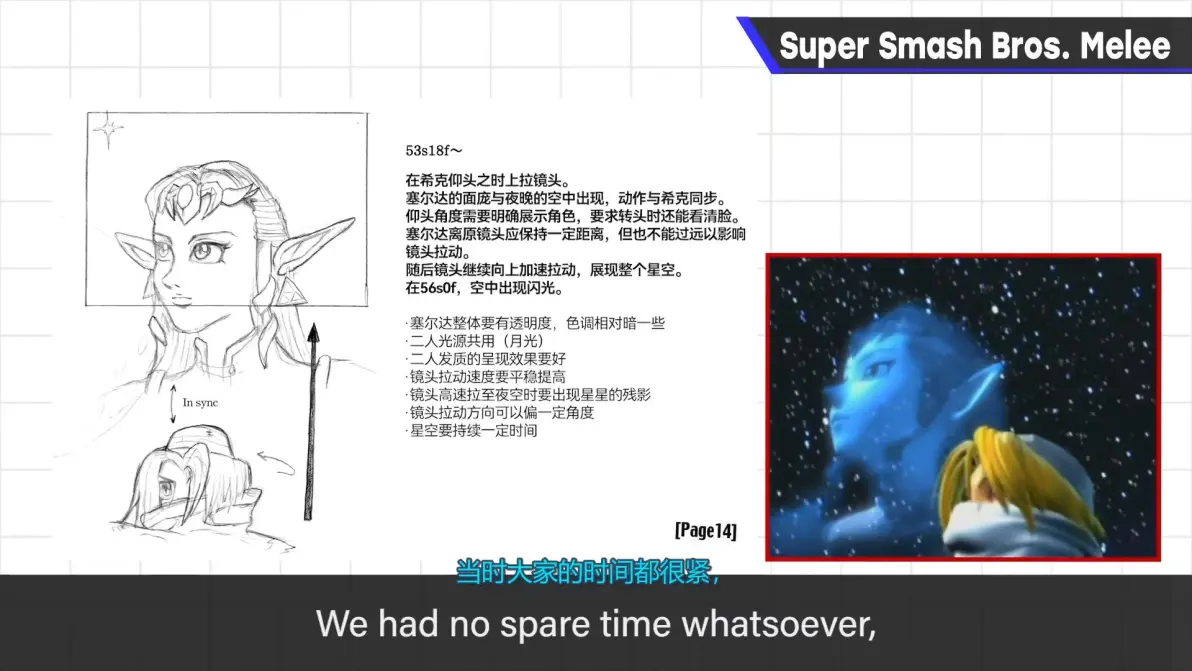 Super Smash Bros. Melee
53s18f～
在希克仰头之时上拉镜头。
塞尔达的面庞与夜晚的空中出现，动作与希克同步。
仰头角度需要明确展示角色，要求转头时还能看清脸。
塞尔达离原镜头应保持一定距离，但也不能过远以影响
镜头拉动。
随后镜头继续向上加速拉动，展现整个星空。
在56s0f，空中出现闪光。
·塞尔达整体要有透明度，色调相对暗一些
·二人光源共用（月光）
·二人发质的呈现效果要好
·镜头拉动速度要平稳提高
·镜头高速拉至夜空时要出现星星的残影
·镜头拉动方向可以偏一定角度
·星空要持续一定时间
In sync
[Page14]
当时大家的时间都很紧，
We had no spare time whatsoever,